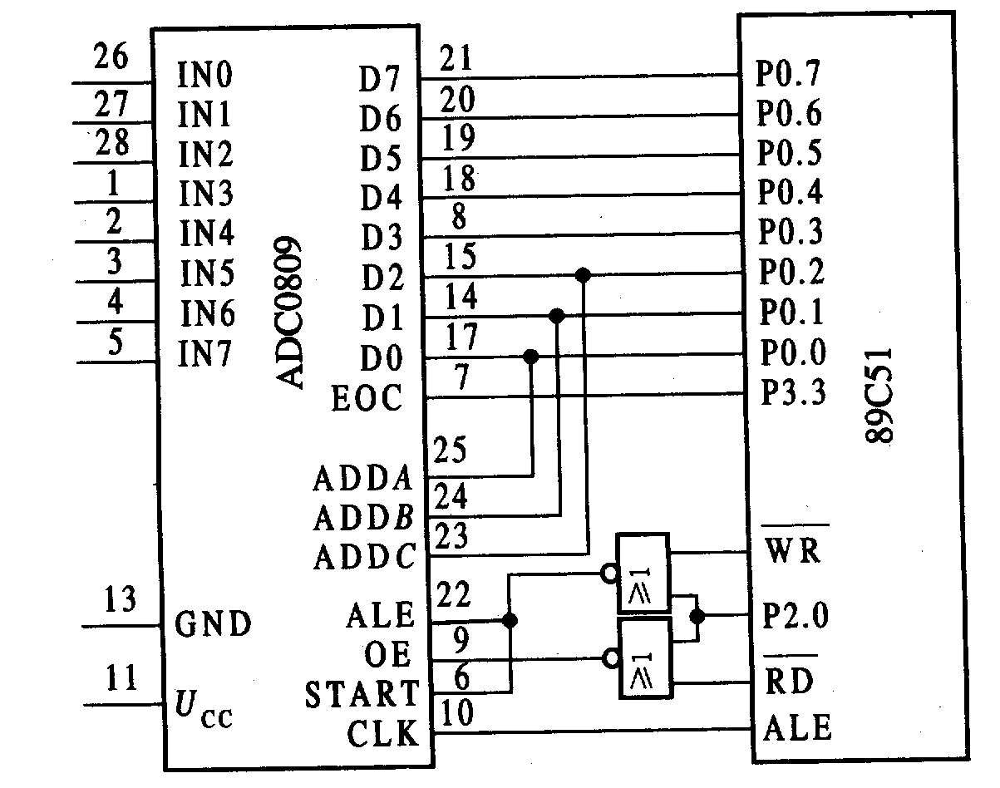 26
IN0
27
IN1
28
IN2
1
IN3
2
IN4
3
IN5
4
IN6
5
IN7
13
GND
11
U_CC
ADC0809
D7
21
P0.7
D6
20
P0.6
D5
19
P0.5
D4
18
P0.4
D3
8
P0.3
D2
15
P0.2
D1
14
P0.1
D0
17
P0.0
EOC
7
P3.3
ADDA
25
ADDB
24
ADDC
23
ALE
22
OE
9
START
6
CLK
10
≥1
≥1
89C51
W̅R̅
P2.0
R̅D̅
ALE